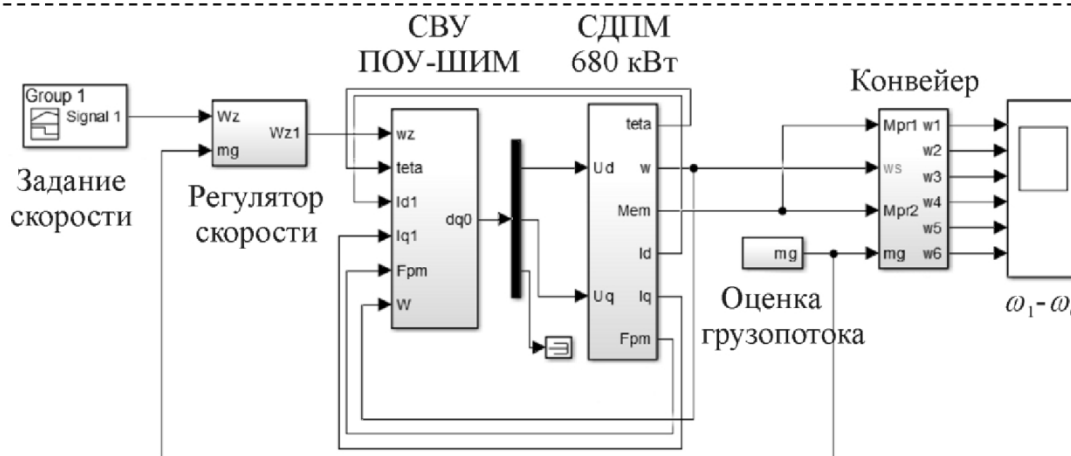 СВУ
ПОУ-ШИМ
СДПМ
680 кВт
Конвейер
Group 1
Signal 1
Задание
скорости
Wz
mg
Wz1
Регулятор
скорости
wz
teta
Id1
Iq1
Fpm
W
dq0
Ud
Uq
teta
w
Mem
Id
Iq
Fpm
mg
Оценка
грузопотока
Mpr1
ws
Mpr2
mg
w1
w2
w3
w4
w5
w6